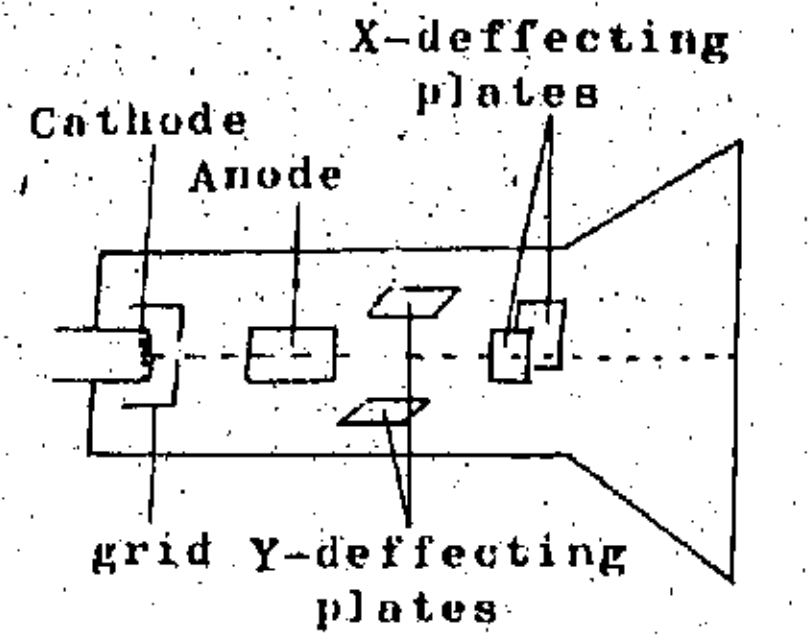 X-deffecting
plates
Cathode
Anode
grid
Y-deffecting
plates